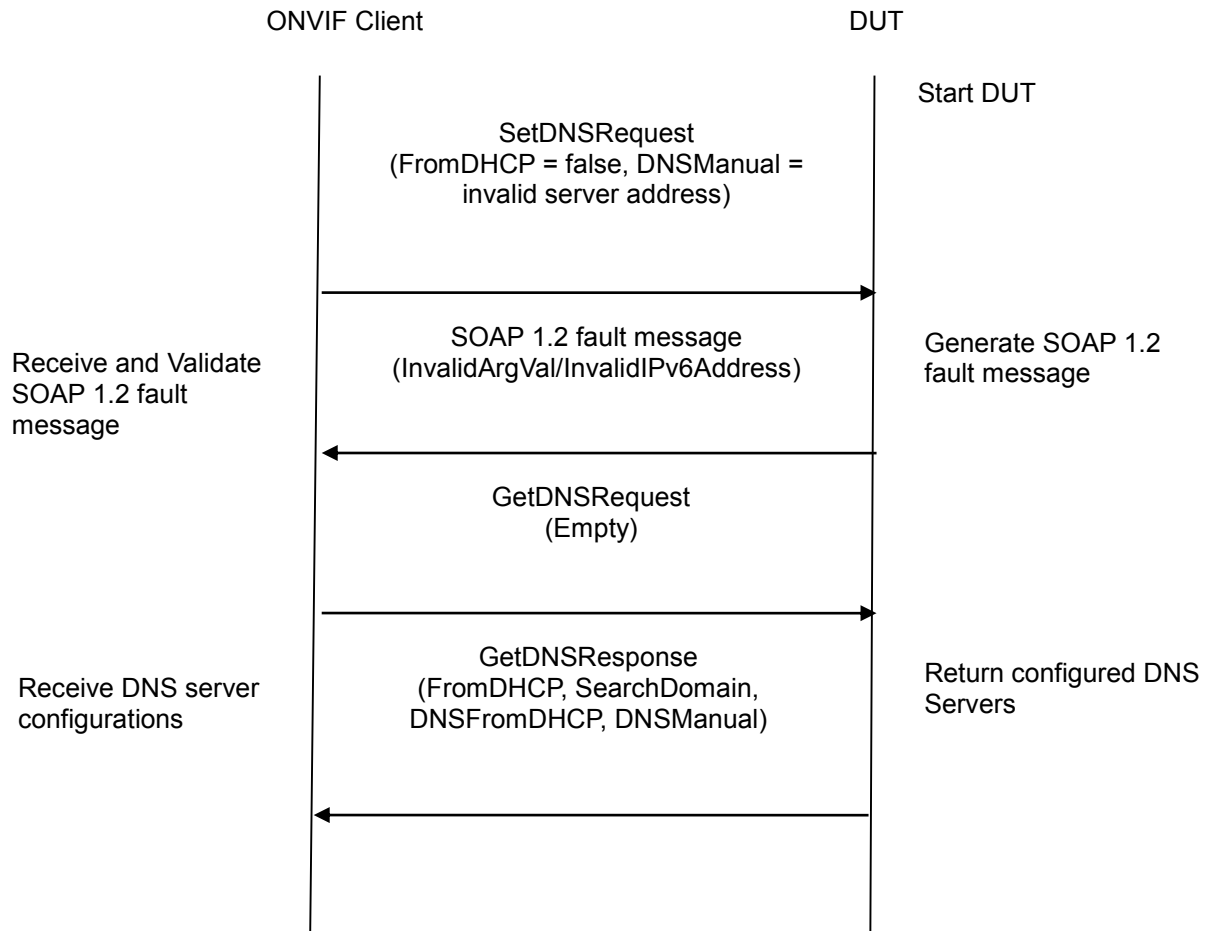 ONVIF Client
DUT
Start DUT
SetDNSRequest
(FromDHCP = false, DNSManual =
invalid server address)
SOAP 1.2 fault message
(InvalidArgVal/InvalidIPv6Address)
Generate SOAP 1.2
fault message
Receive and Validate
SOAP 1.2 fault
message
GetDNSRequest
(Empty)
GetDNSResponse
(FromDHCP, SearchDomain,
DNSFromDHCP, DNSManual)
Return configured DNS
Servers
Receive DNS server
configurations